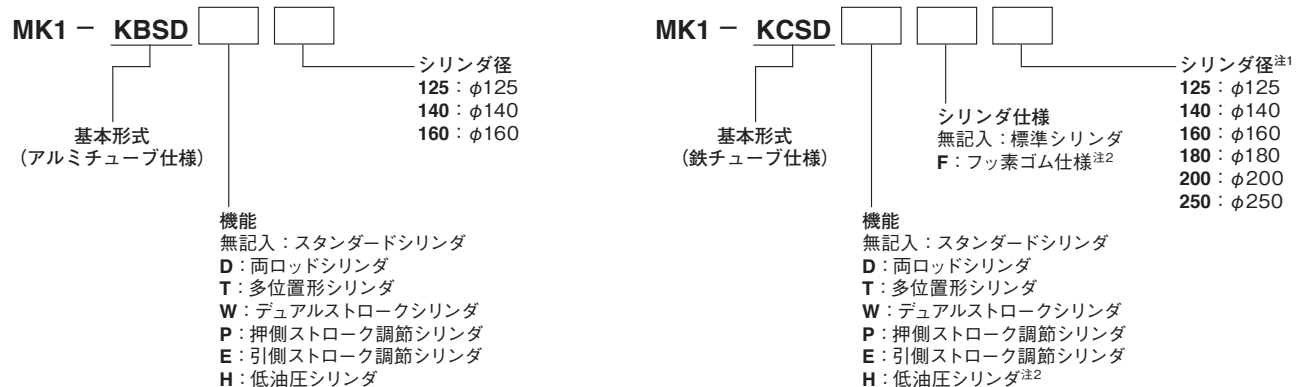 MK1－ KBSD
シリンダ径
125：φ125
140：φ140
160：φ160
基本形式
（アルミチューブ仕様）
機能
無記入：スタンダードシリンダ
D：両ロッドシリンダ
T：多位置形シリンダ
W：デュアルストロークシリンダ
P：押側ストローク調節シリンダ
E：引側ストローク調節シリンダ
H：低油圧シリンダ
MK1－ KCSD
シリンダ径注1
125：φ125
140：φ140
160：φ160
180：φ180
200：φ200
250：φ250
シリンダ仕様
無記入：標準シリンダ
F：フッ素ゴム仕様注2
基本形式
（鉄チューブ仕様）
機能
無記入：スタンダードシリンダ
D：両ロッドシリンダ
T：多位置形シリンダ
W：デュアルストロークシリンダ
P：押側ストローク調節シリンダ
E：引側ストローク調節シリンダ
H：低油圧シリンダ注2